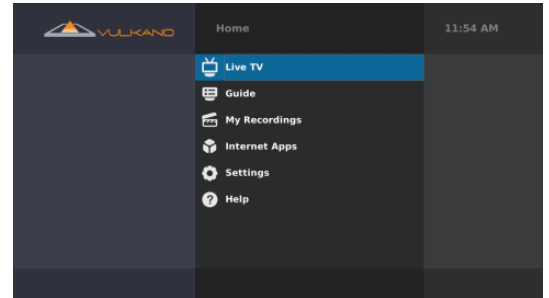 VULKANO
Home
11:54 AM
Live TV
Guide
My Recordings
Internet Apps
Settings
? Help